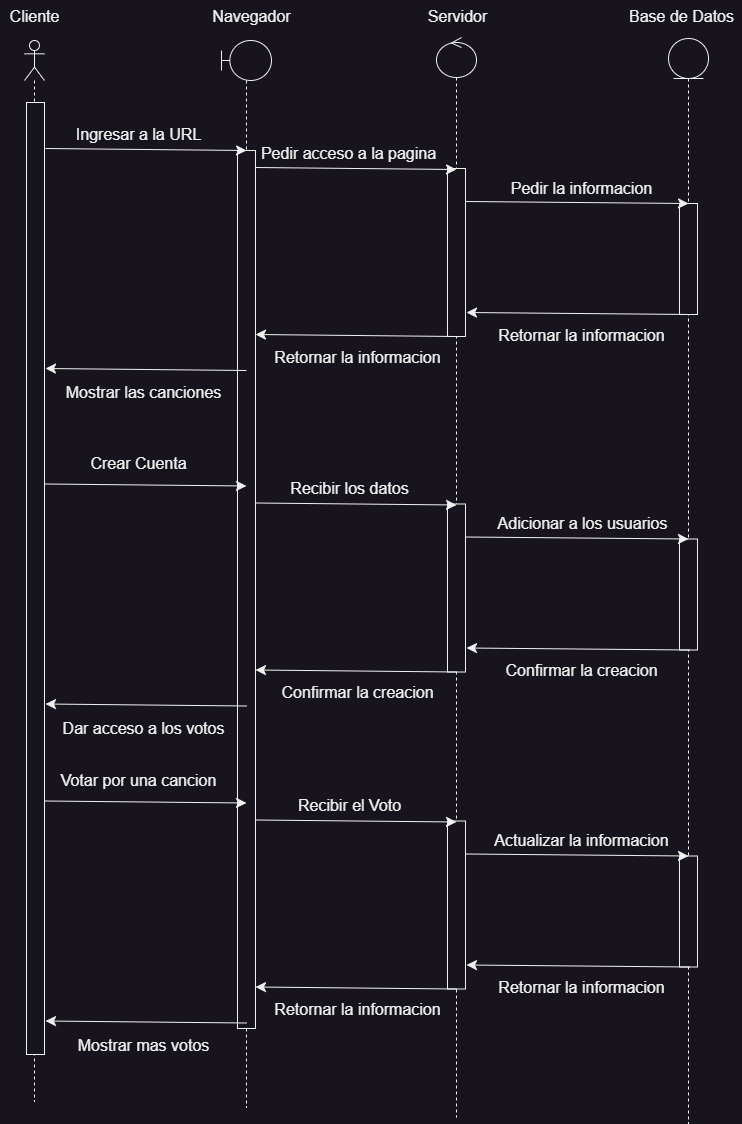 Cliente
Navegador
Servidor
Base de Datos
Ingresar a la URL
Pedir acceso a la pagina
Pedir la informacion
Retornar la informacion
Retornar la informacion
Mostrar las canciones
Crear Cuenta
Recibir los datos
Adicionar a los usuarios
Confirmar la creacion
Confirmar la creacion
Dar acceso a los votos
Votar por una cancion
Recibir el Voto
Actualizar la informacion
Retornar la informacion
Retornar la informacion
Mostrar mas votos